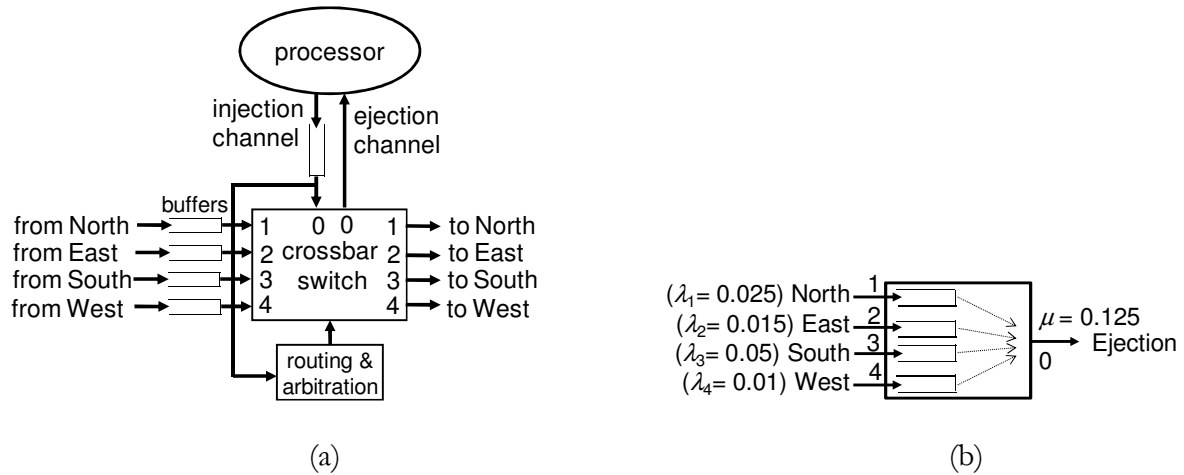 processor
injection channel
ejection channel
buffers
from North
from East
from South
from West
0 0
1
2
3
4
crossbar switch
1
2
3
4
to North
to East
to South
to West
routing & arbitration
(a)
(λ1= 0.025) North 1
(λ2= 0.015) East 2
(λ3= 0.05) South 3
(λ4= 0.01) West 4
μ = 0.125
0 Ejection
(b)